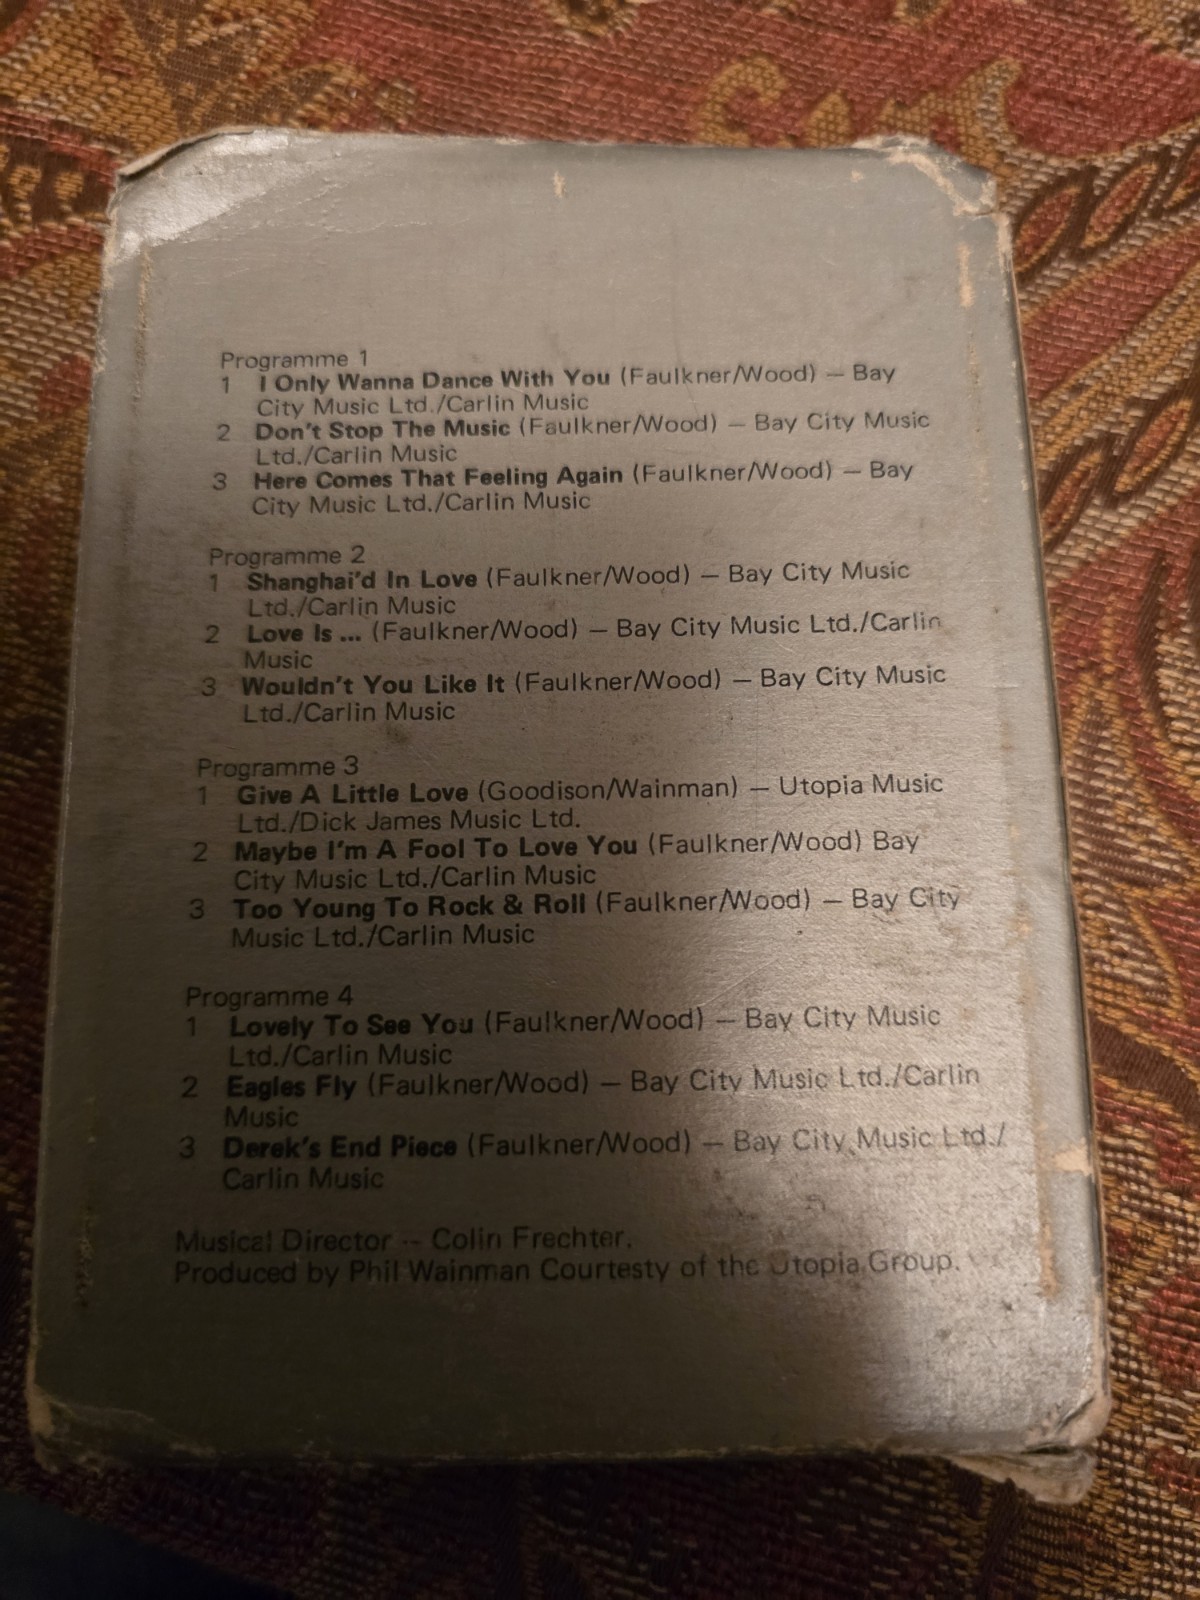 Programme 1
1 I Only Wanna Dance With You (Faulkner/Wood) — Bay
City Music Ltd./Carlin Music
2 Don't Stop The Music (Faulkner/Wood) — Bay City Music
Ltd./Carlin Music
3 Here Comes That Feeling Again (Faulkner/Wood) — Bay
City Music Ltd./Carlin Music
Programme 2
1 Shanghai'd In Love (Faulkner/Wood) — Bay City Music
Ltd./Carlin Music
2 Love Is ... (Faulkner/Wood) — Bay City Music Ltd./Carlin
Music
3 Wouldn't You Like It (Faulkner/Wood) — Bay City Music
Ltd./Carlin Music
Programme 3
1 Give A Little Love (Goodison/Wainman) — Utopia Music
Ltd./Dick James Music Ltd.
2 Maybe I'm A Fool To Love You (Faulkner/Wood) Bay
City Music Ltd./Carlin Music
3 Too Young To Rock & Roll (Faulkner/Wood) — Bay City
Music Ltd./Carlin Music
Programme 4
1 Lovely To See You (Faulkner/Wood) — Bay City Music
Ltd./Carlin Music
2 Eagles Fly (Faulkner/Wood) — Bay City Music Ltd./Carlin
Music
3 Derek's End Piece (Faulkner/Wood) — Bay City Music Ltd./
Carlin Music
Musical Director -- Colin Frechter.
Produced by Phil Wainman Courtesty of the Utopia Group.